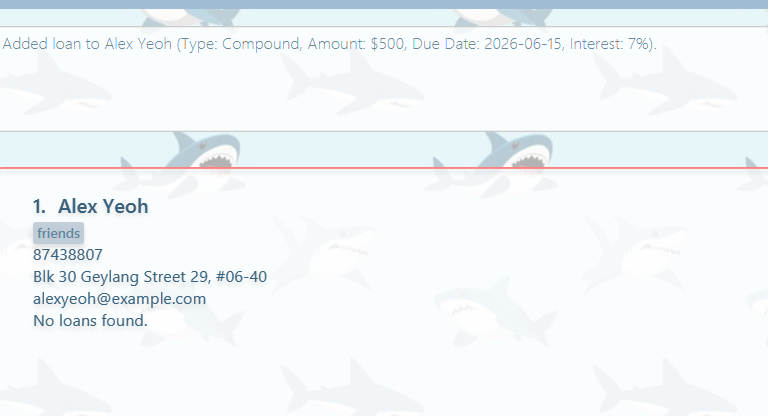 Added loan to Alex Yeoh (Type: Compound, Amount: $500, Due Date: 2026-06-15, Interest: 7%).
1. Alex Yeoh
friends
87438807
Blk 30 Geylang Street 29, #06-40
alexyeoh@example.com
No loans found.